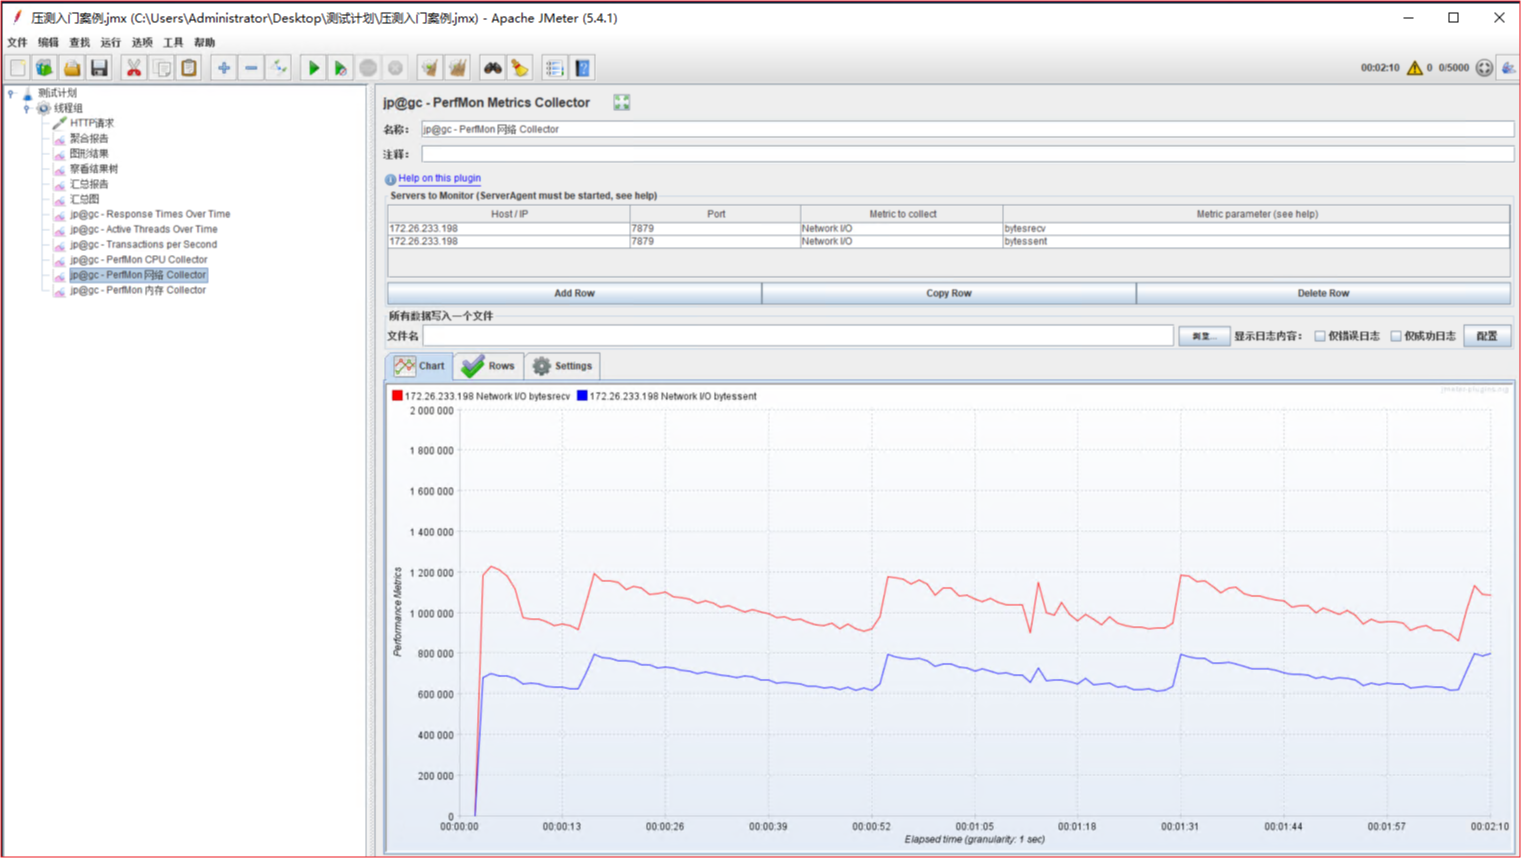 压测入门案例.jmx (C:\Users\Administrator\Desktop\测试计划\压测入门案例.jmx) - Apache JMeter (5.4.1)
文件 编辑 查找 运行 选项 工具 帮助
00:02:10 0 0/5000
测试计划
线程组
HTTP请求
聚合报告
图形结果
察看结果树
汇总报告
汇总图
jp@gc - Response Times Over Time
jp@gc - Active Threads Over Time
jp@gc - Transactions per Second
jp@gc - PerfMon CPU Collector
jp@gc - PerfMon 网络 Collector
jp@gc - PerfMon 内存 Collector
jp@gc - PerfMon Metrics Collector
名称: jp@gc - PerfMon 网络 Collector
注释:
Help on this plugin
Servers to Monitor (ServerAgent must be started, see help)
Host / IP Port Metric to collect Metric parameter (see help)
172.26.233.198 7879 Network I/O bytesrecv
172.26.233.198 7879 Network I/O bytessent
Add Row Copy Row Delete Row
所有数据写入一个文件
文件名 浏览... 显示日志内容: 仅错误日志 仅成功日志 配置
Chart Rows Settings
jmeter-plugins.org
172.26.233.198 Network I/O bytesrecv 172.26.233.198 Network I/O bytessent
2 000 000
1 800 000
1 600 000
1 400 000
1 200 000
1 000 000
800 000
600 000
400 000
200 000
0
Performance Metrics
00:00:00 00:00:13 00:00:26 00:00:39 00:00:52 00:01:05 00:01:18 00:01:31 00:01:44 00:01:57 00:02:10
Elapsed time (granularity: 1 sec)